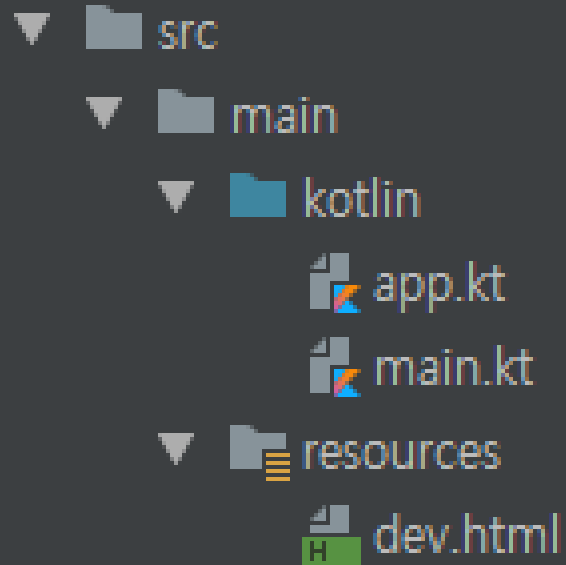 src
main
kotlin
app.kt
main.kt
resources
dev.html
H